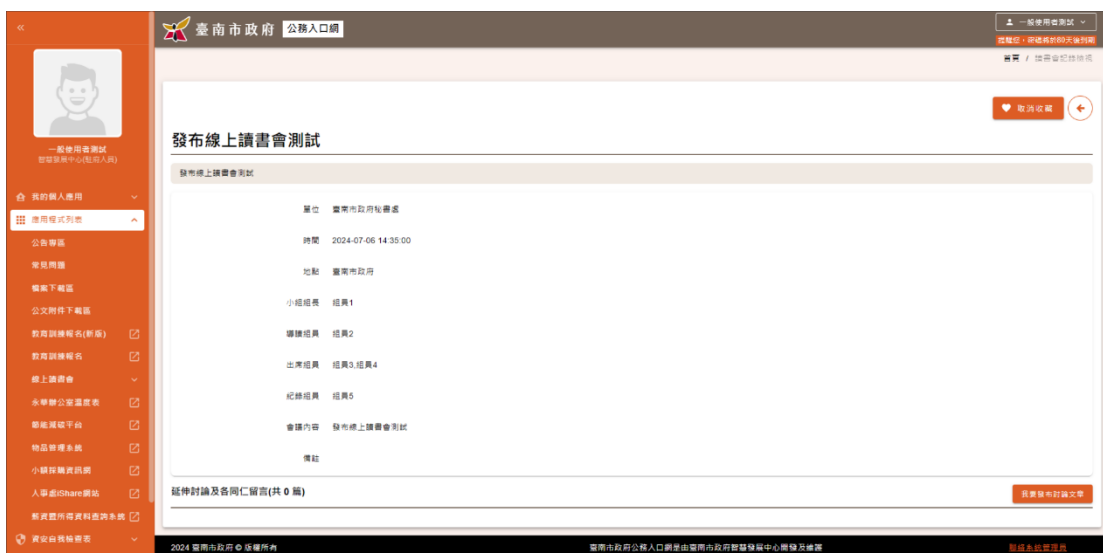 臺南市政府 公務入口網
一般使用者測試
提醒您，密碼將於80天後到期
首頁 / 讀書會記錄檢視
一般使用者測試
智慧發展中心(駐府人員)
我的個人應用
應用程式列表
公告專區
常見問題
檔案下載區
公文附件下載區
教育訓練報名(新版)
教育訓練報名
線上讀書會
永華辦公室溫度表
節能減碳平台
物品管理系統
小額採購資訊網
人事處iShare網站
薪資暨所得資料查詢系統
資安自我檢查表
取消收藏
發布線上讀書會測試
發布線上讀書會測試
單位 臺南市政府秘書處
時間 2024-07-06 14:35:00
地點 臺南市政府
小組組長 組員1
導讀組員 組員2
出席組員 組員3,組員4
紀錄組員 組員5
會議內容 發布線上讀書會測試
備註
延伸討論及各同仁留言(共 0 篇)
我要發布討論文章
2024 臺南市政府 © 版權所有
臺南市政府公務入口網是由臺南市政府智慧發展中心開發及維護
聯絡系統管理員